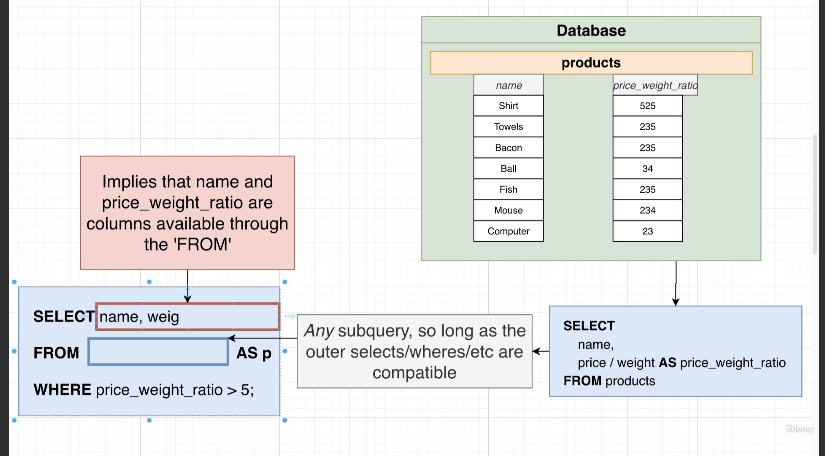 Database
products
name price_weight_ratio
Shirt 525
Towels 235
Bacon 235
Ball 34
Fish 235
Mouse 234
Computer 23
Implies that name and
price_weight_ratio are
columns available through
the 'FROM'
SELECT name, weig
FROM AS p
WHERE price_weight_ratio > 5;
Any subquery, so long as the
outer selects/wheres/etc are
compatible
SELECT
name,
price / weight AS price_weight_ratio
FROM products
Udemy